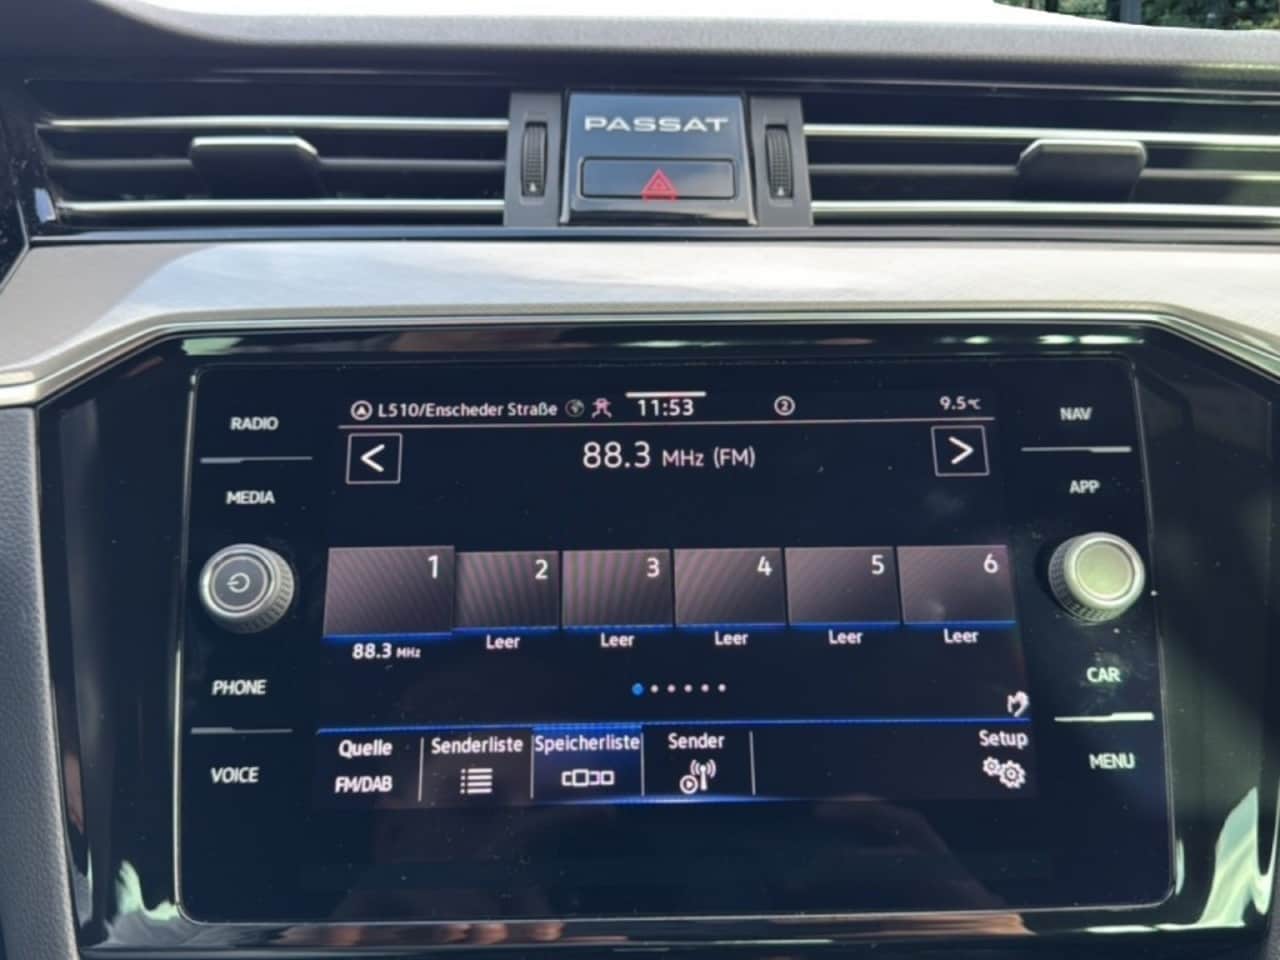 PASSAT
RADIO
MEDIA
PHONE
VOICE
L510/Enscheder Straße 11:53 2 9.5°C
< 88.3 MHz (FM) >
1 2 3 4 5 6
88.3 MHz Leer Leer Leer Leer Leer
Quelle Senderliste Speicherliste Sender Setup
FM/DAB
NAV
APP
CAR
MENU